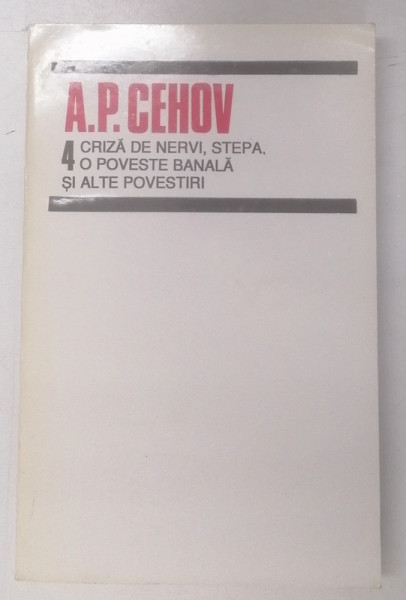 A.P. CEHOV
4 CRIZĂ DE NERVI, STEPA,
O POVESTE BANALĂ
ȘI ALTE POVESTIRI